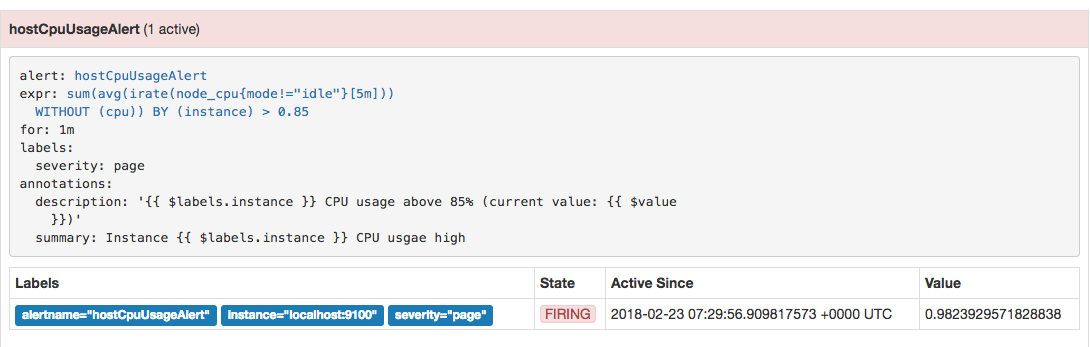 hostCpuUsageAlert (1 active)
alert: hostCpuUsageAlert
expr: sum(avg(irate(node_cpu{mode!="idle"}[5m]))
WITHOUT (cpu)) BY (instance) > 0.85
for: 1m
labels:
severity: page
annotations:
description: '{{ $labels.instance }} CPU usage above 85% (current value: {{ $value
}})'
summary: Instance {{ $labels.instance }} CPU usgae high
Labels State Active Since Value
alertname="hostCpuUsageAlert" instance="localhost:9100" severity="page" FIRING 2018-02-23 07:29:56.909817573 +0000 UTC 0.9823929571828838